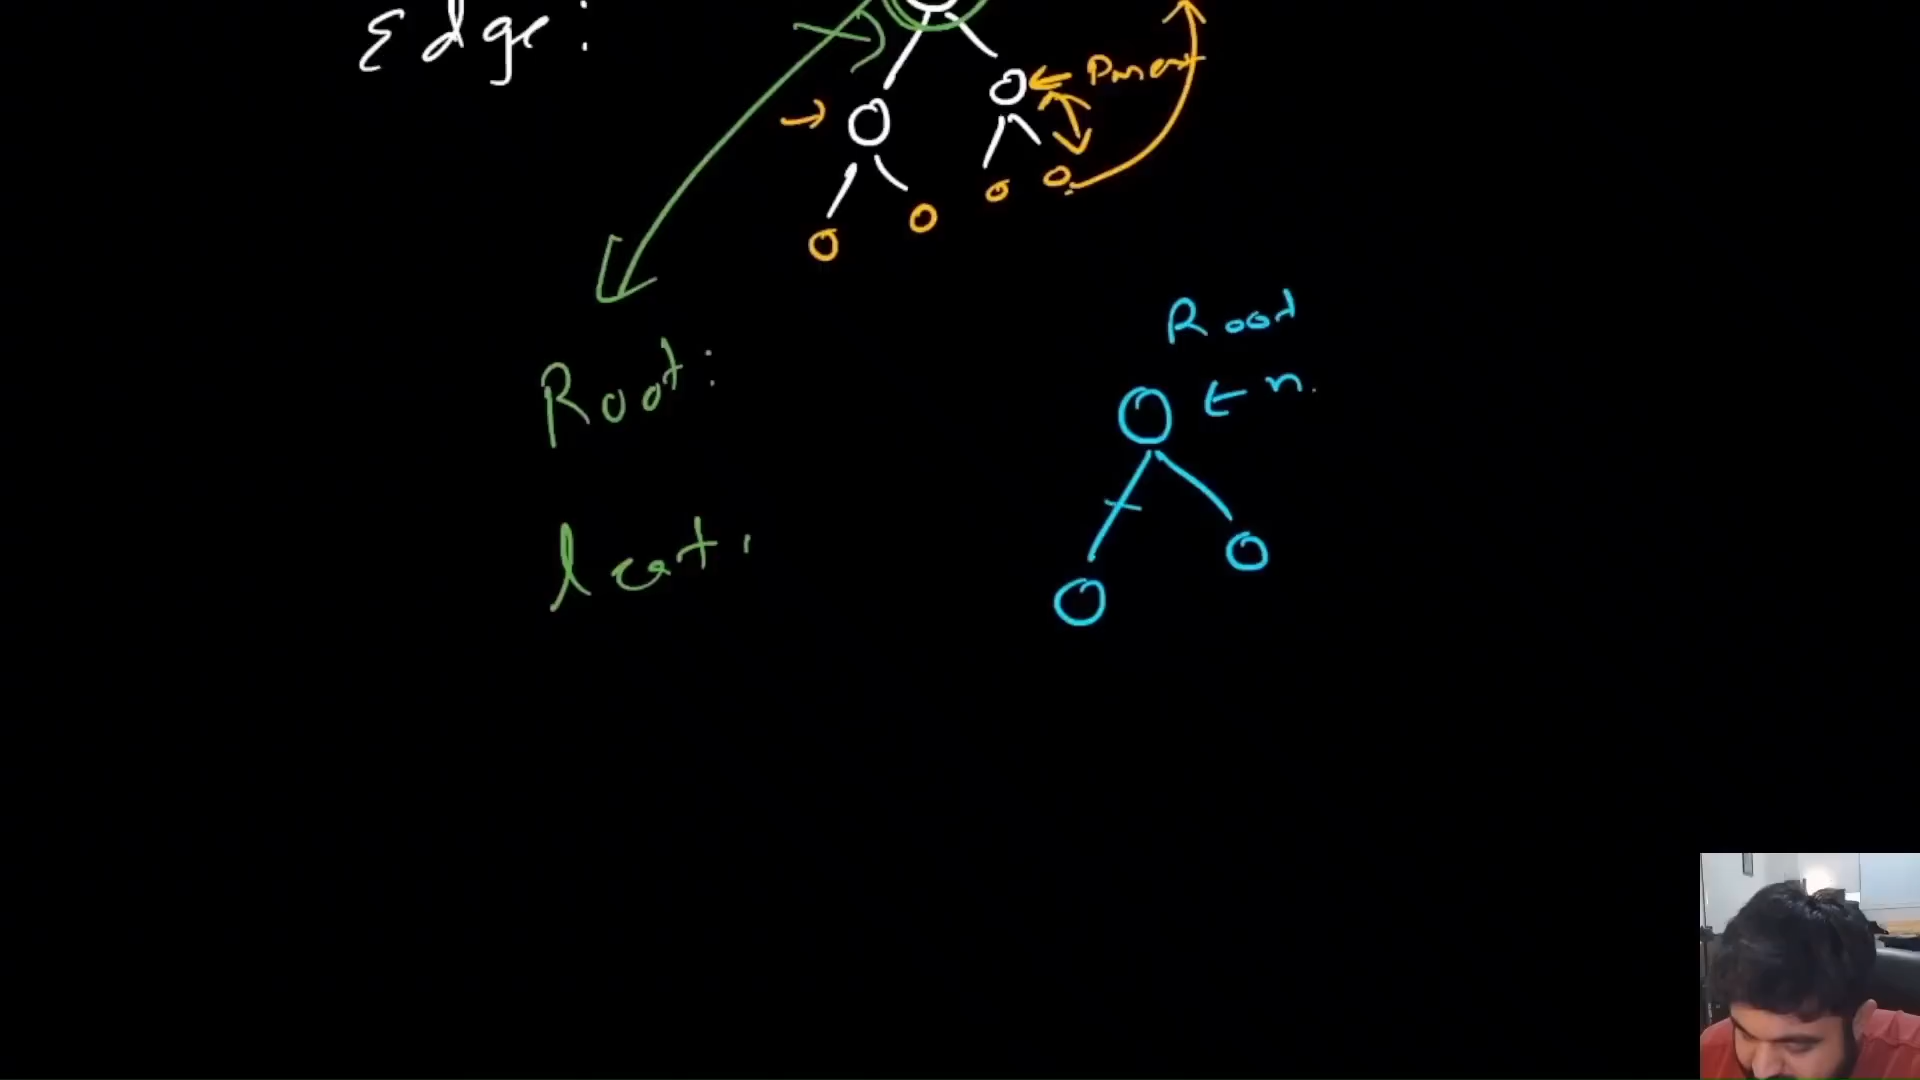 Edge:
Parent
Root
← n.
Root:
leaf.